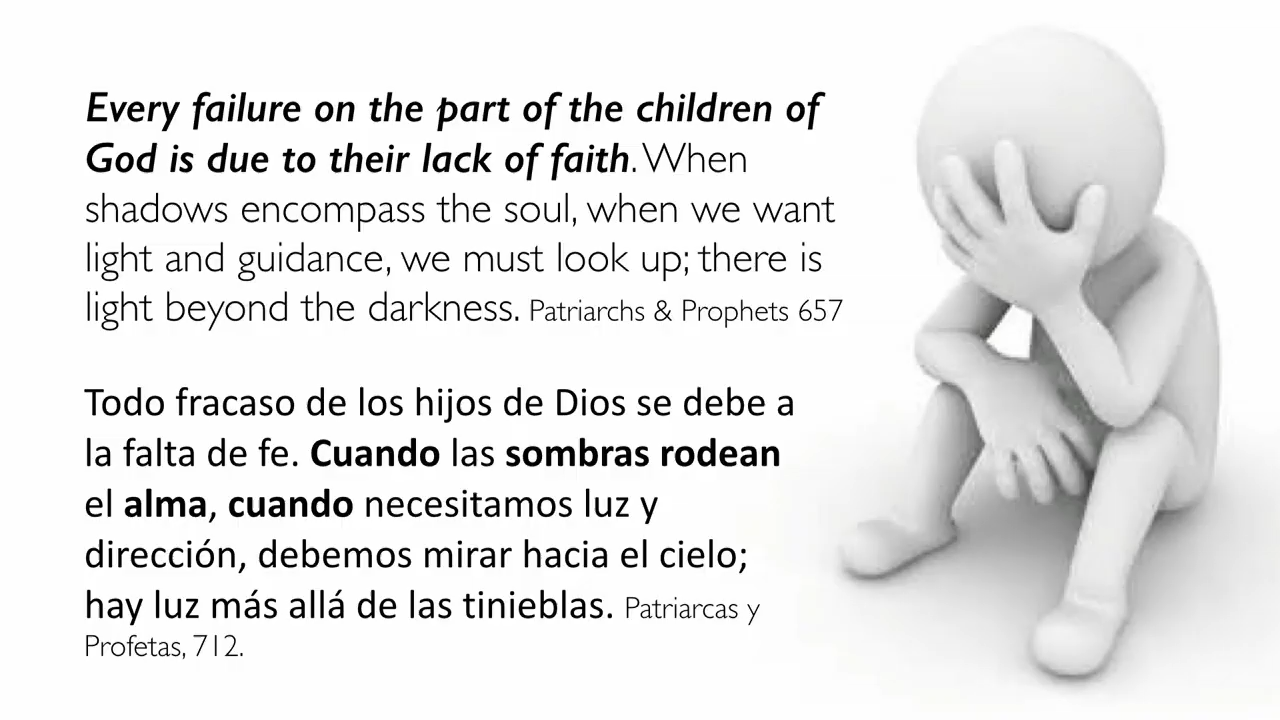 Every failure on the part of the children of
God is due to their lack of faith. When
shadows encompass the soul, when we want
light and guidance, we must look up; there is
light beyond the darkness. Patriarchs & Prophets 657
Todo fracaso de los hijos de Dios se debe a
la falta de fe. Cuando las sombras rodean
el alma, cuando necesitamos luz y
dirección, debemos mirar hacia el cielo;
hay luz más allá de las tinieblas. Patriarcas y
Profetas, 712.